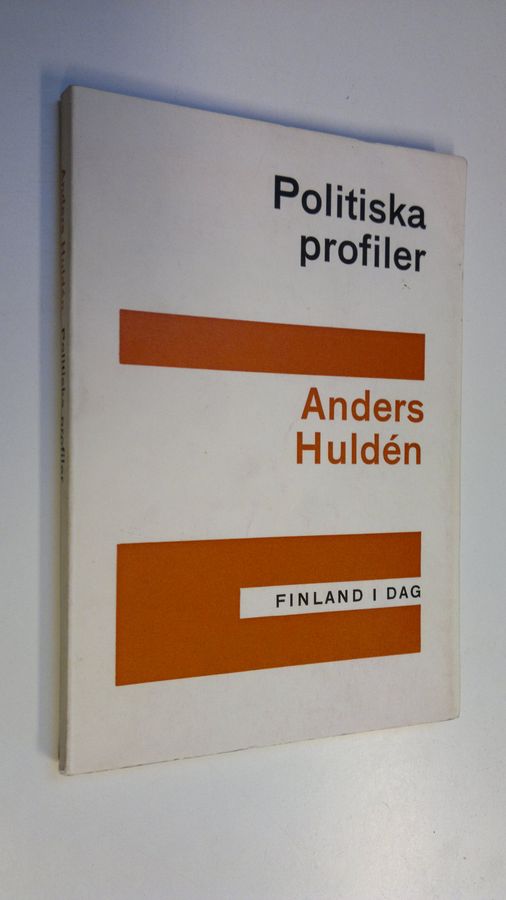 Politiska
profiler
Anders
Huldén
FINLAND I DAG
Anders Huldén Politiska profiler